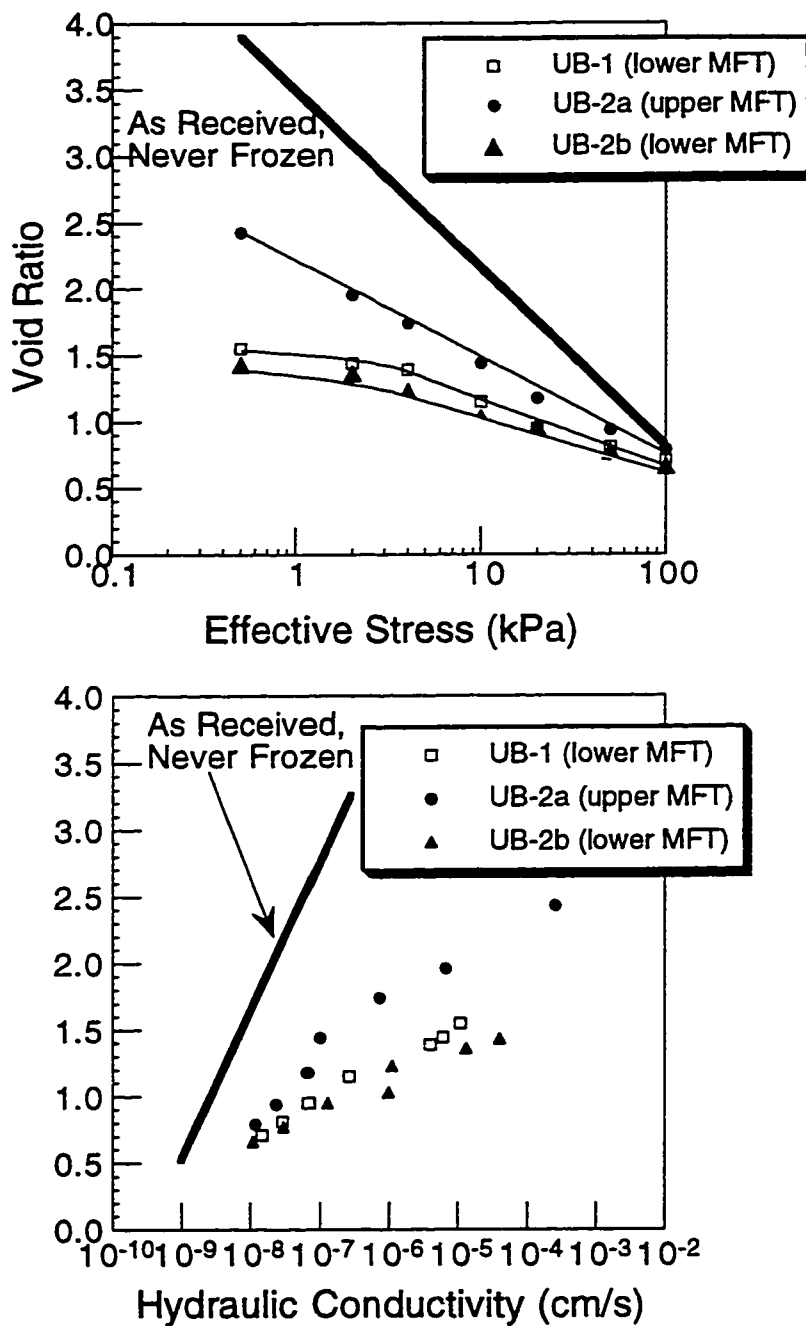 4.0
3.5
3.0
2.5
2.0
1.5
1.0
0.5
0.0
Void Ratio
As Received,
Never Frozen
UB-1 (lower MFT)
UB-2a (upper MFT)
UB-2b (lower MFT)
0.1 1 10 100
Effective Stress (kPa)
4.0
3.5
3.0
2.5
2.0
1.5
1.0
0.5
0.0
As Received,
Never Frozen
UB-1 (lower MFT)
UB-2a (upper MFT)
UB-2b (lower MFT)
10-10 10-9 10-8 10-7 10-6 10-5 10-4 10-3 10-2
Hydraulic Conductivity (cm/s)